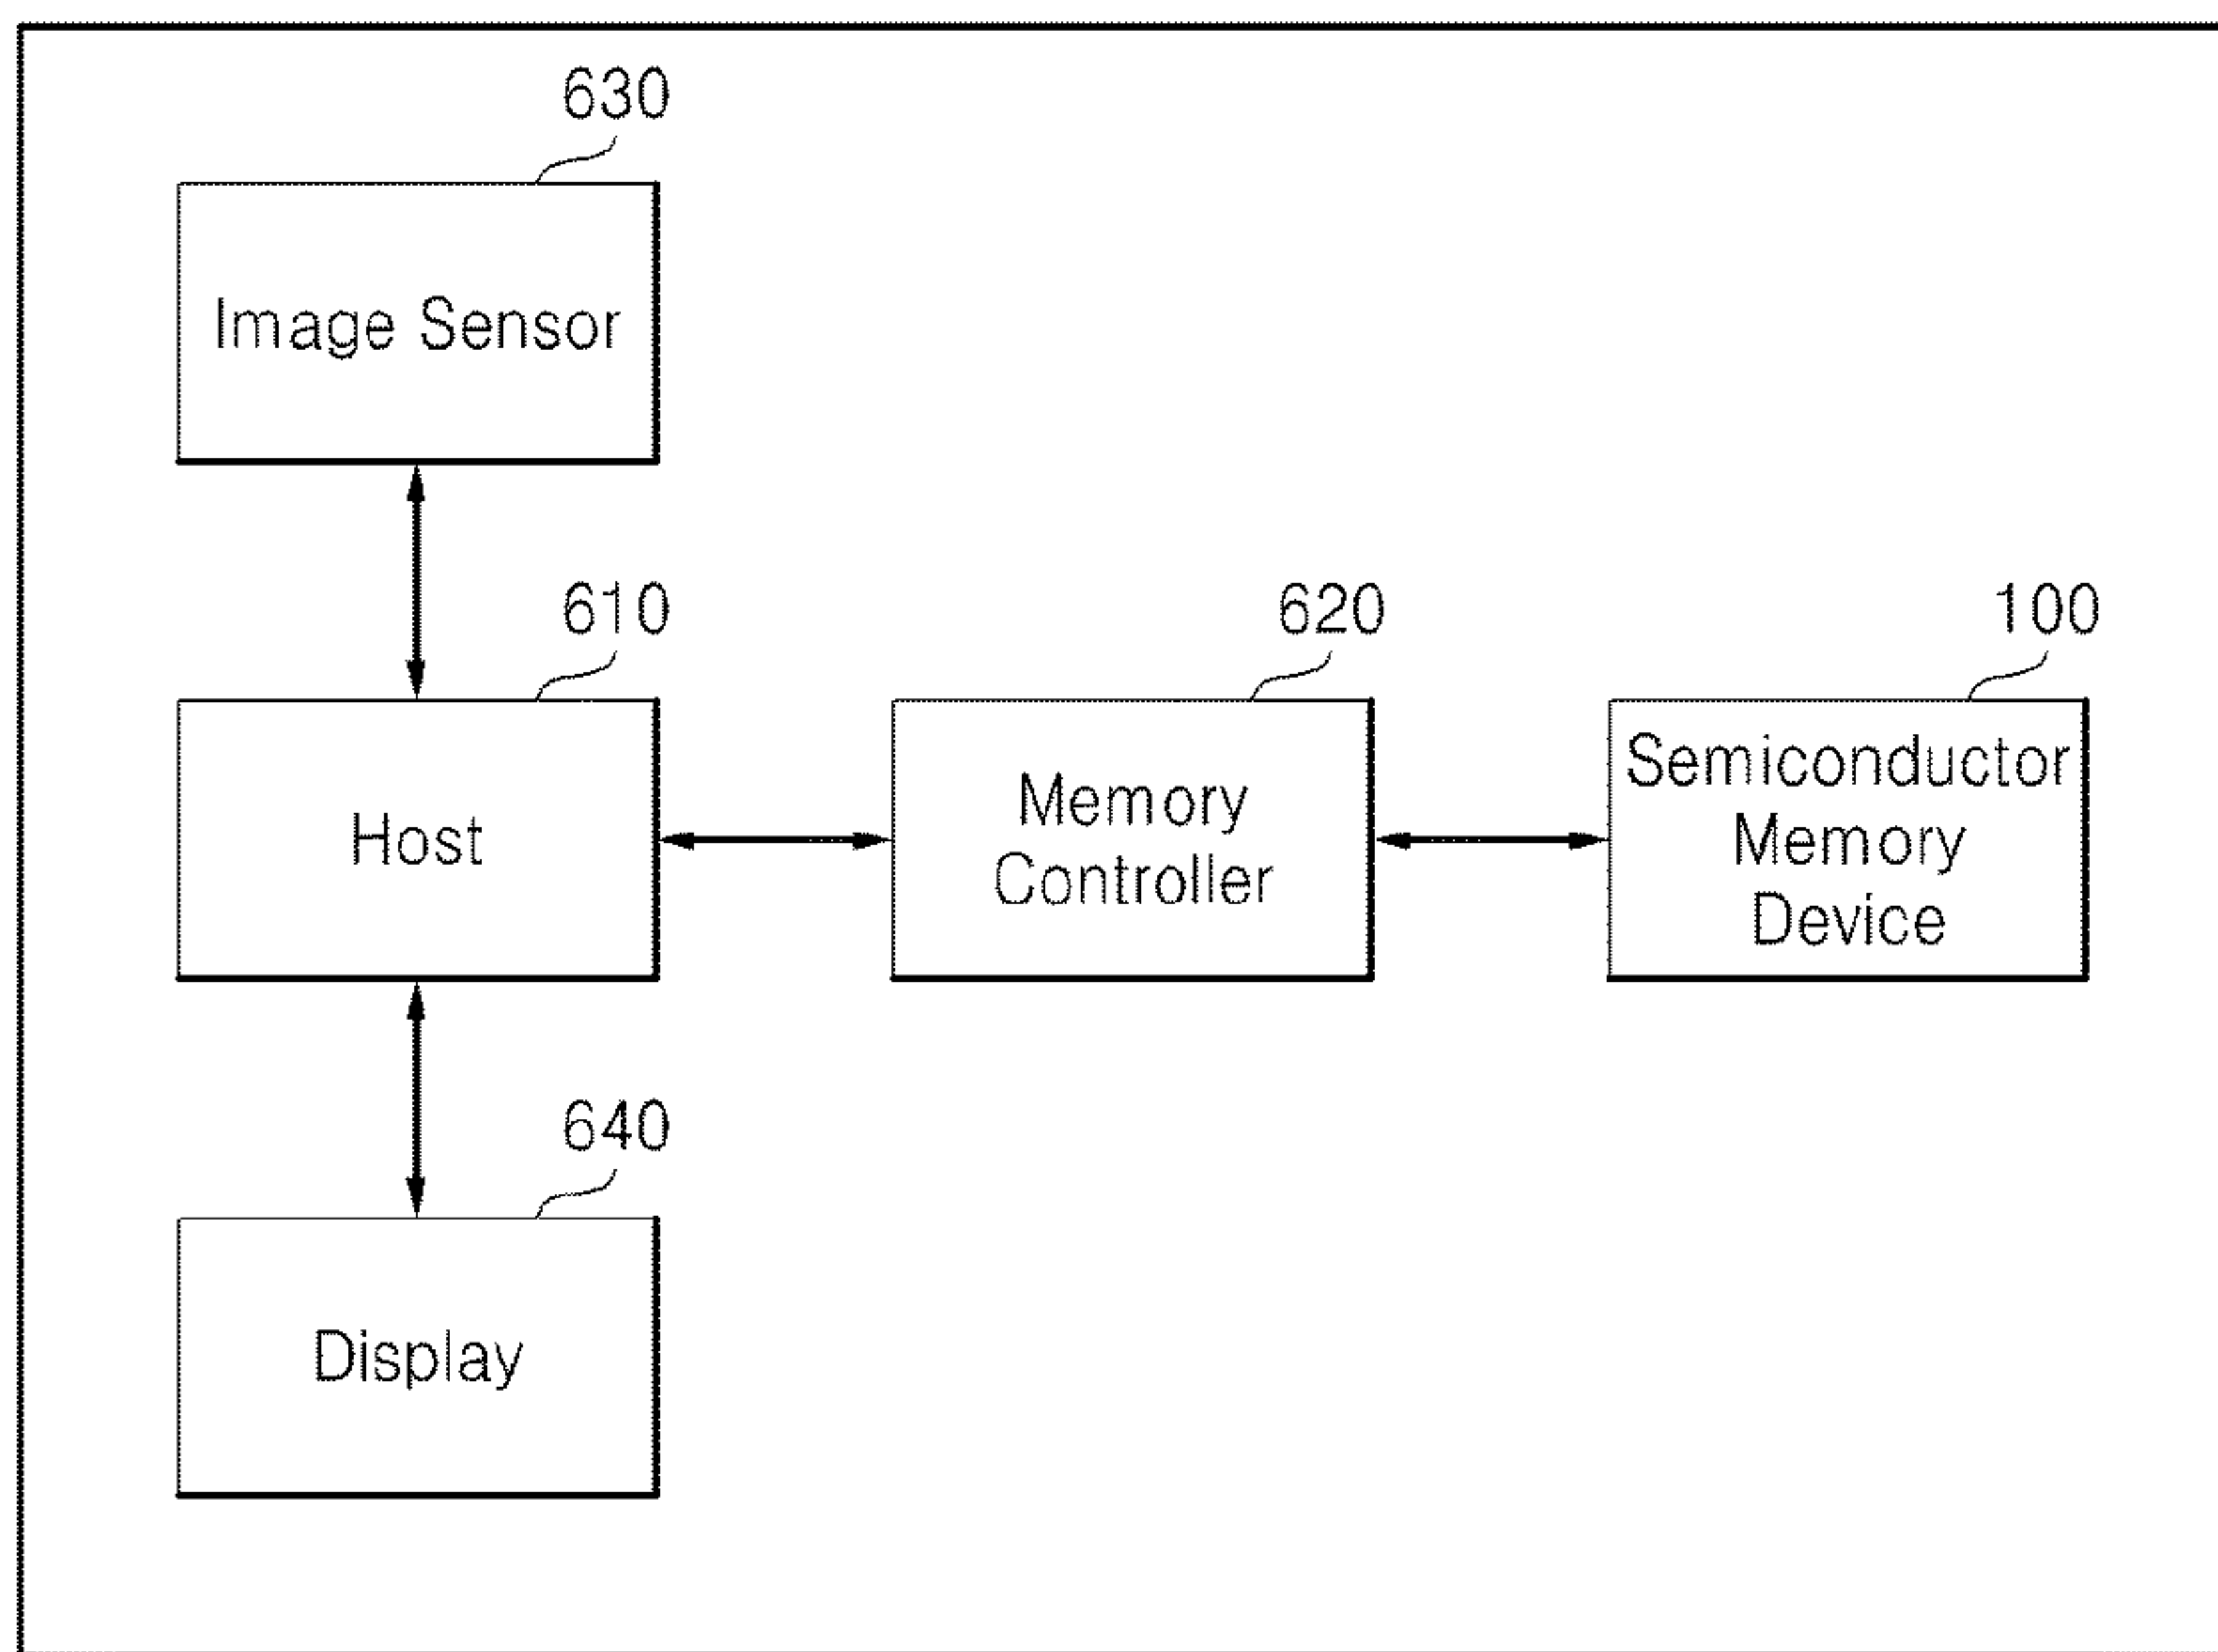 630
Image Sensor
610
Host
620
Memory
Controller
100
Semiconductor
Memory
Device
640
Display